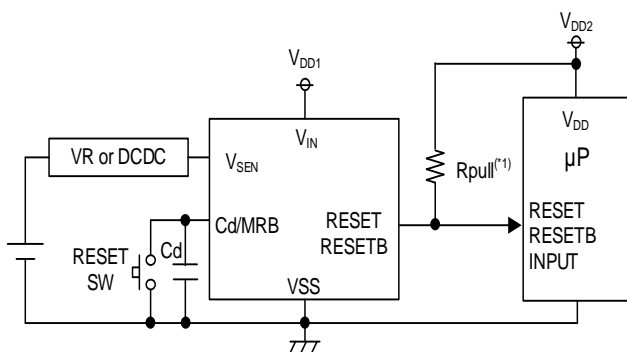 VDD1
VDD2
VR or DCDC
VSEN
VIN
Cd/MRB
RESET
RESETB
VSS
RESET
SW
Cd
Rpull(*1)
VDD
µP
RESET
RESETB
INPUT